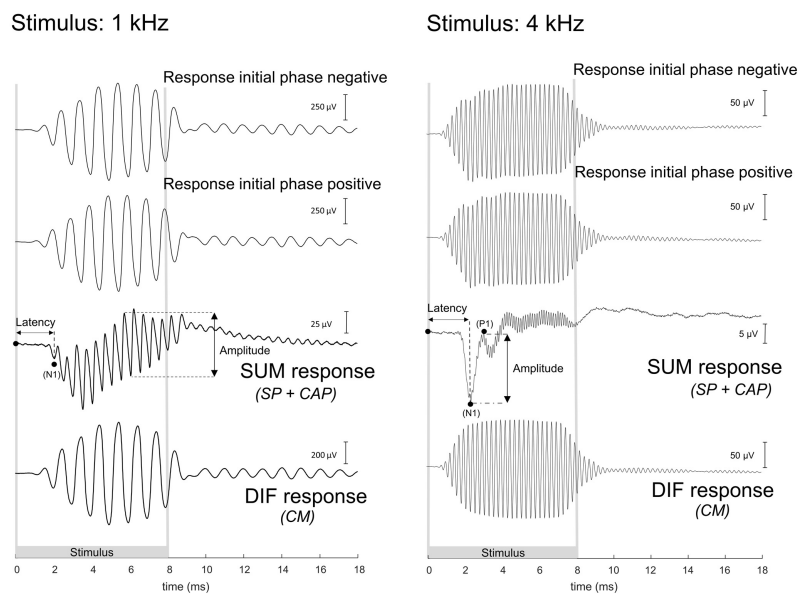 Stimulus: 1 kHz
Response initial phase negative
250 µV
Response initial phase positive
250 µV
Latency
25 µV
(N1)
Amplitude
SUM response
(SP + CAP)
200 µV
DIF response
(CM)
Stimulus
0 2 4 6 8 10 12 14 16 18
time (ms)
Stimulus: 4 kHz
Response initial phase negative
50 µV
Response initial phase positive
50 µV
Latency
(P1)
5 µV
Amplitude
SUM response
(SP + CAP)
(N1)
50 µV
DIF response
(CM)
Stimulus
0 2 4 6 8 10 12 14 16 18
time (ms)